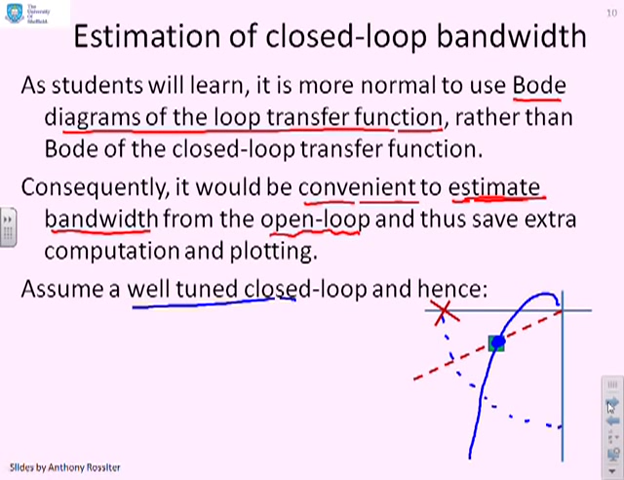 The
University
Of
Sheffield.
10
Estimation of closed-loop bandwidth
As students will learn, it is more normal to use Bode
diagrams of the loop transfer function, rather than
Bode of the closed-loop transfer function.
Consequently, it would be convenient to estimate
bandwidth from the open-loop and thus save extra
computation and plotting.
Assume a well tuned closed-loop and hence:
Slides by Anthony Rossiter